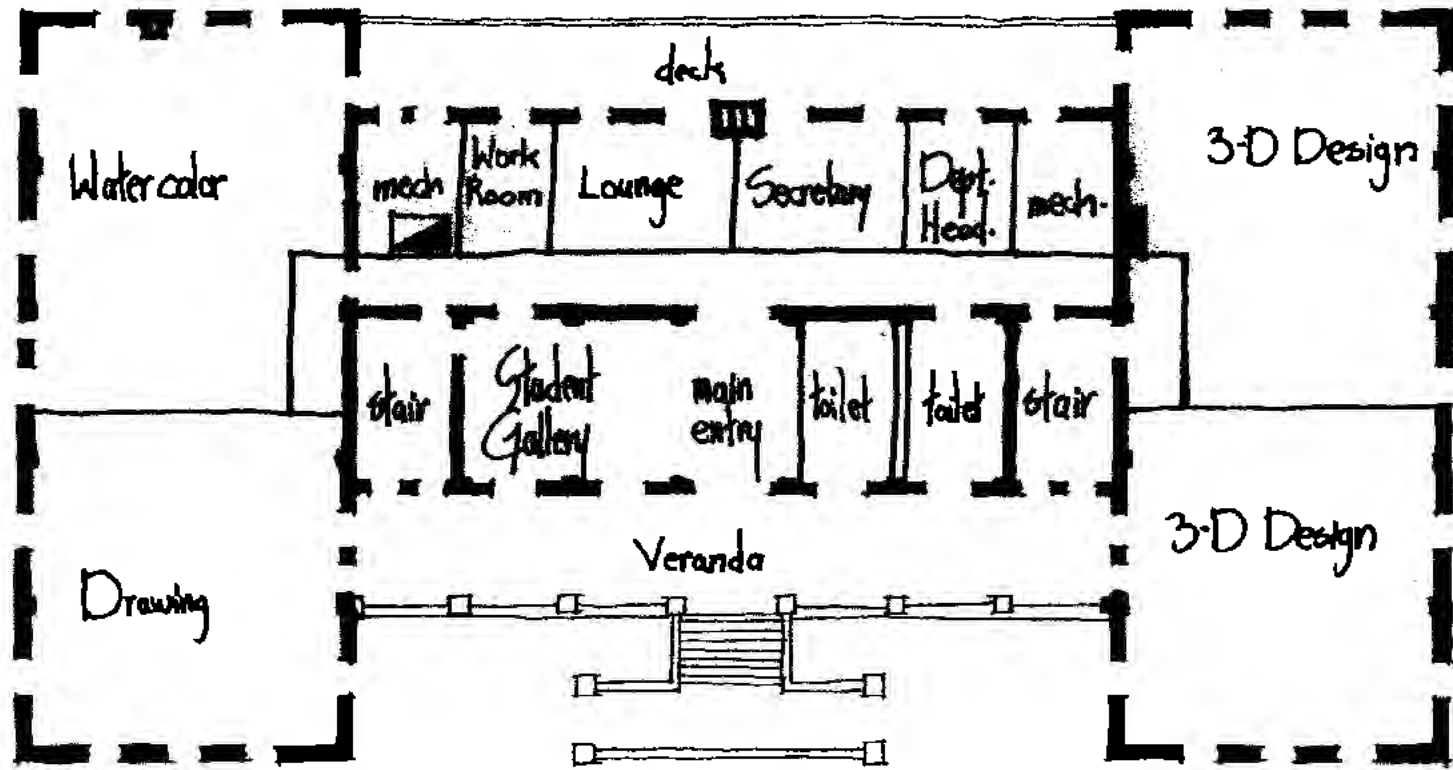 deck
Watercolor
mech
Work
Room
Lounge
Secretary
Dept.
Head.
mech.
3-D Design
stair
Student
Gallery
main
entry
toilet
toilet
stair
Veranda
Drawing
3-D Design